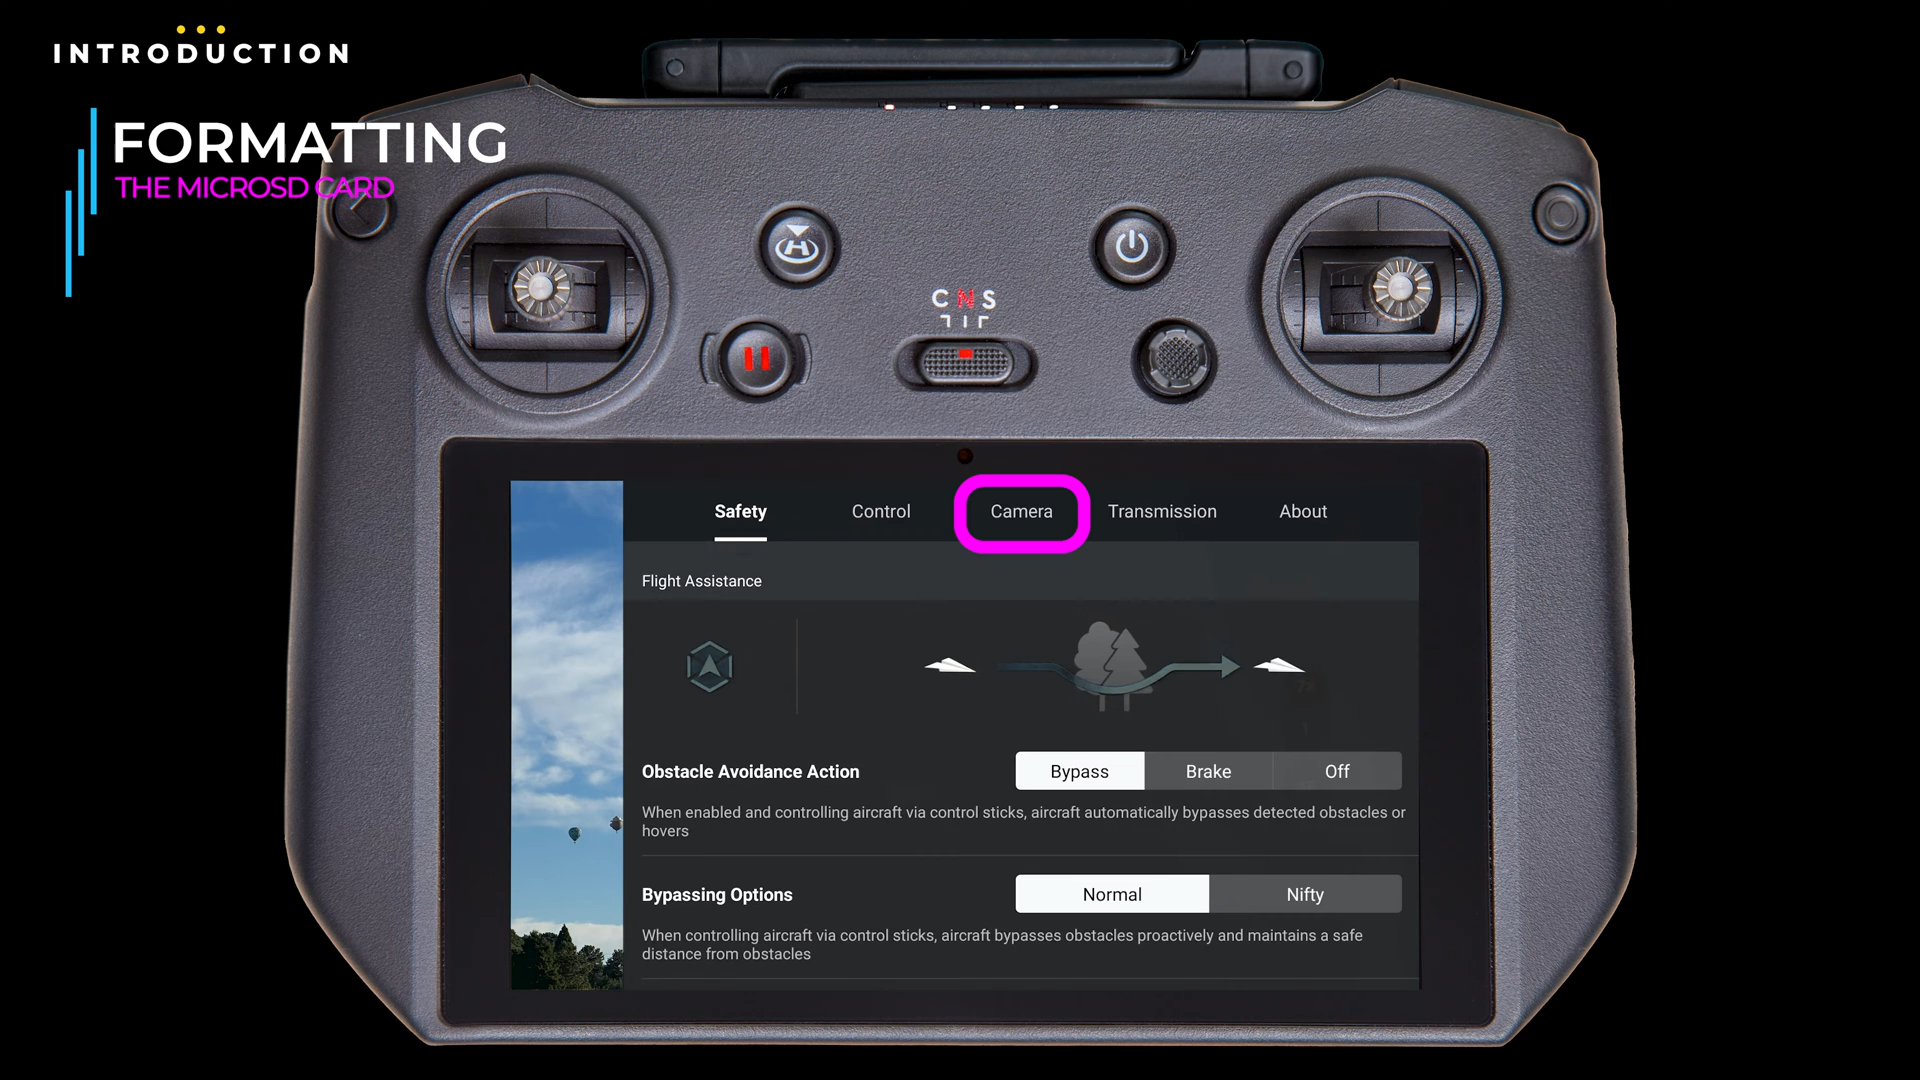 INTRODUCTION
FORMATTING
THE MICROSD CARD
C N S
Safety Control Camera Transmission About
Flight Assistance
Obstacle Avoidance Action Bypass Brake Off
When enabled and controlling aircraft via control sticks, aircraft automatically bypasses detected obstacles or
hovers
Bypassing Options Normal Nifty
When controlling aircraft via control sticks, aircraft bypasses obstacles proactively and maintains a safe
distance from obstacles